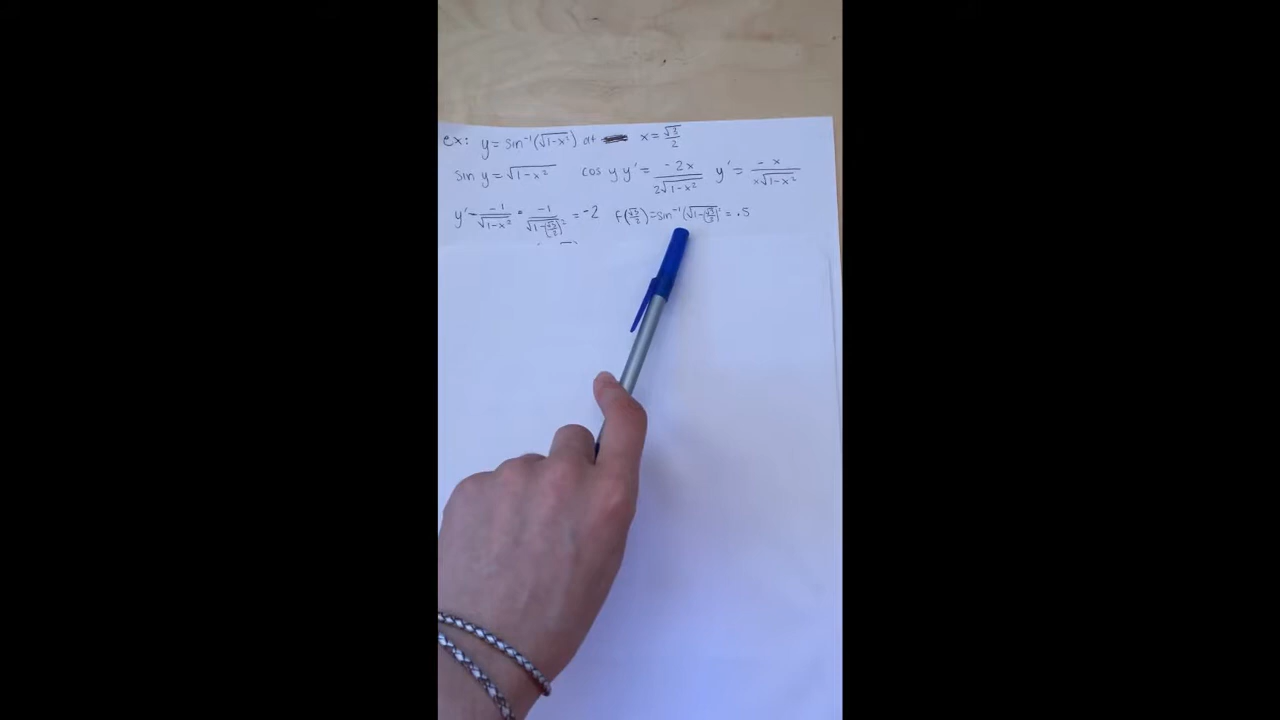 ex: y = sin⁻¹(√1-x²) at x = √3/2
sin y = √1-x² cos y y' = -2x/2√1-x² y' = -x/x√1-x²
y' = -1/√1-x² = -1/√1-(√3/2)² = -2 f(√3/2) = sin⁻¹(√1-(√3/2)² = .5